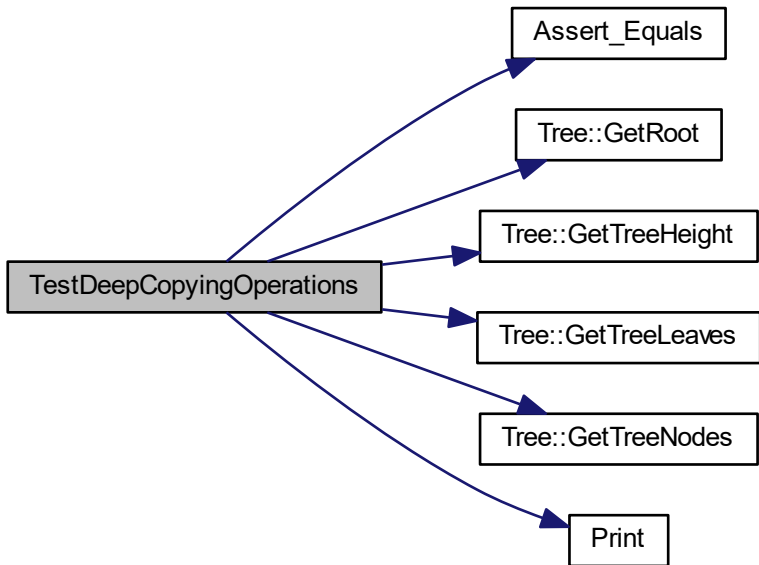 Assert_Equals
Tree::GetRoot
Tree::GetTreeHeight
TestDeepCopyingOperations
Tree::GetTreeLeaves
Tree::GetTreeNodes
Print